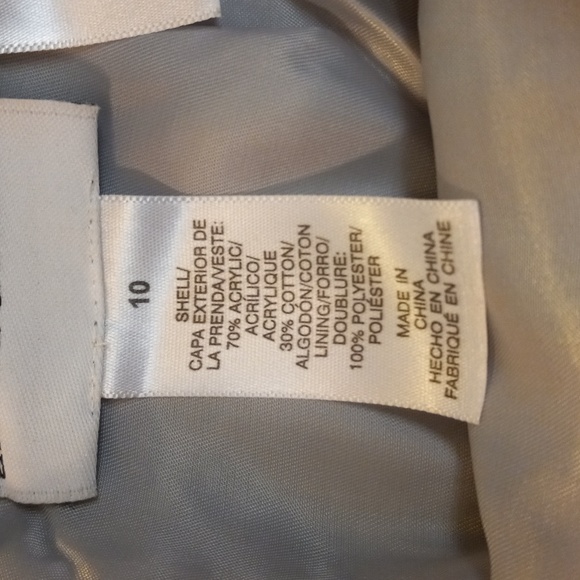 10
SHELL/
CAPA EXTERIOR DE
LA PRENDA/VESTE:
70% ACRYLIC/
ACRÍLICO/
ACRYLIQUE
30% COTTON/
ALGODÓN/COTON
LINING/FORRO/
DOUBLURE:
100% POLYESTER/
POLIÉSTER
MADE IN
CHINA
HECHO EN CHINA
FABRIQUÉ EN CHINE